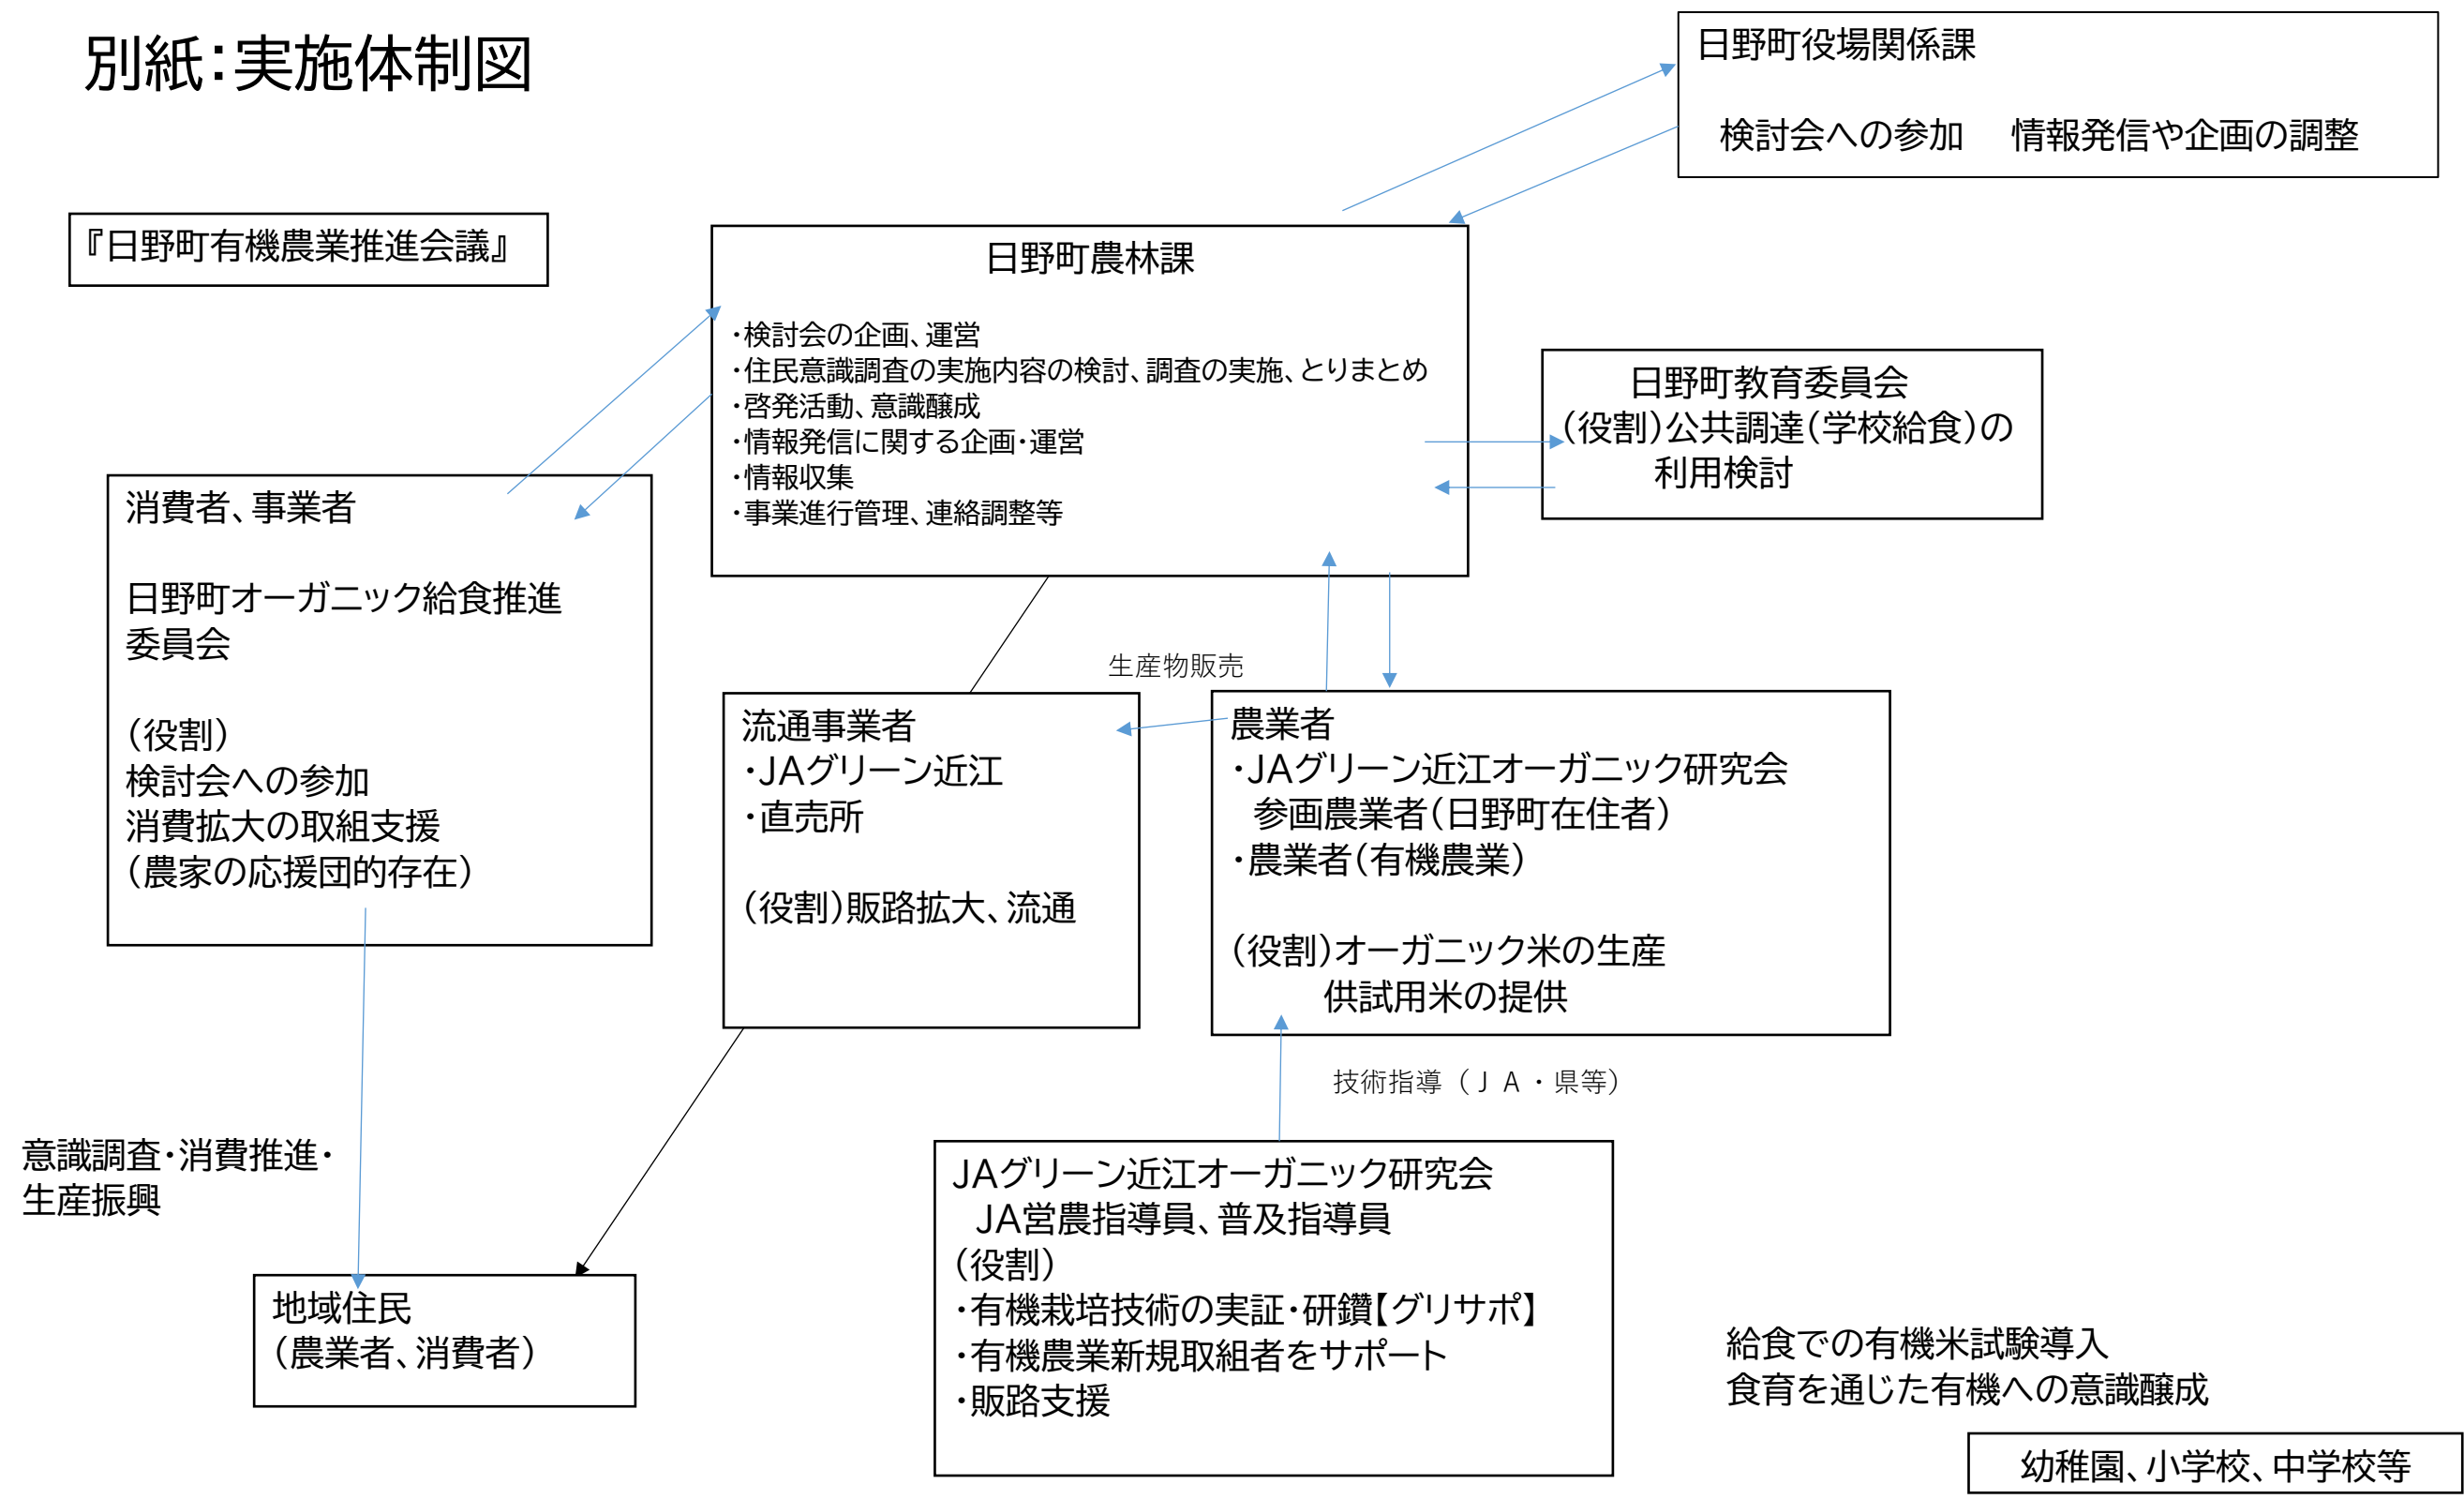 別紙：実施体制図
日野町役場関係課
検討会への参加　情報発信や企画の調整
『日野町有機農業推進会議』
日野町農林課
・検討会の企画、運営
・住民意識調査の実施内容の検討、調査の実施、とりまとめ
・啓発活動、意識醸成
・情報発信に関する企画・運営
・情報収集
・事業進行管理、連絡調整等
日野町教育委員会
（役割）公共調達（学校給食）の
利用検討
消費者、事業者
日野町オーガニック給食推進
委員会
（役割）
検討会への参加
消費拡大の取組支援
（農家の応援団的存在）
生産物販売
流通事業者
・JAグリーン近江
・直売所
（役割）販路拡大、流通
農業者
・JAグリーン近江オーガニック研究会
参画農業者（日野町在住者）
・農業者（有機農業）
（役割）オーガニック米の生産
供試用米の提供
技術指導（ＪＡ・県等）
意識調査・消費推進・
生産振興
地域住民
（農業者、消費者）
JAグリーン近江オーガニック研究会
JA営農指導員、普及指導員
（役割）
・有機栽培技術の実証・研鑽【グリサポ】
・有機農業新規取組者をサポート
・販路支援
給食での有機米試験導入
食育を通じた有機への意識醸成
幼稚園、小学校、中学校等